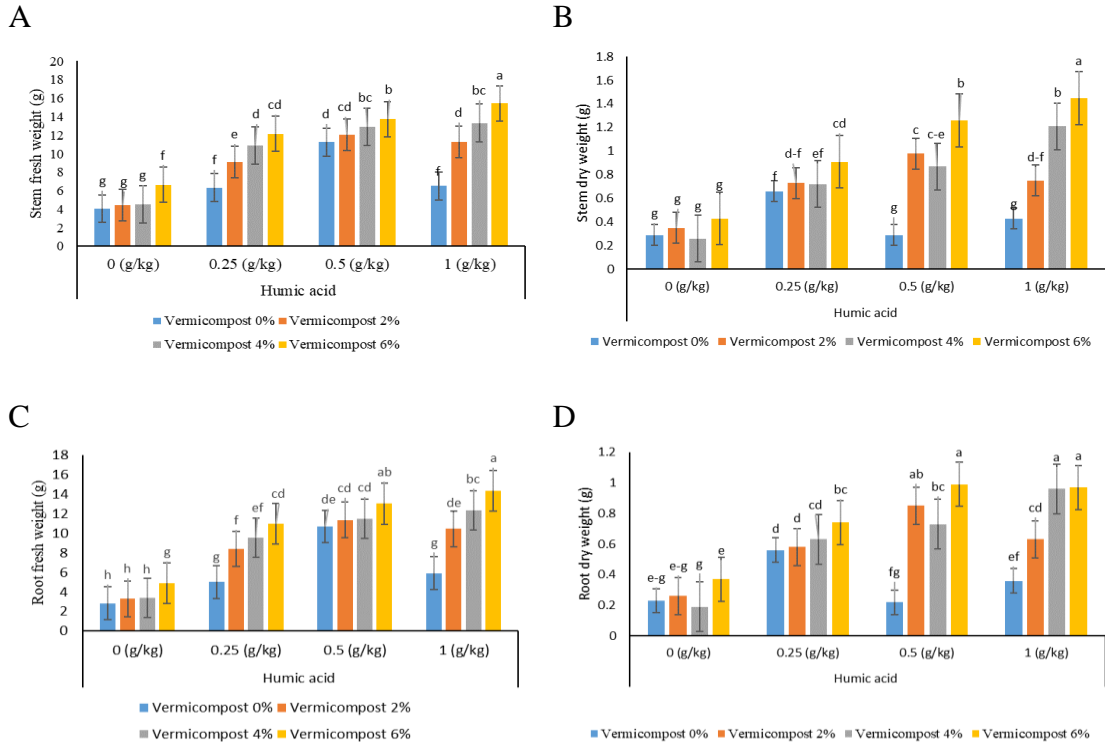 A
Stem fresh weight (g)
20
18
16
14
12
10
8
6
4
2
0
g g g f
f e d cd
f cd bc b
f d bc a
0 (g/kg) 0.25 (g/kg) 0.5 (g/kg) 1 (g/kg)
Humic acid
Vermicompost 0% Vermicompost 2%
Vermicompost 4% Vermicompost 6%
B
Stem dry weight (g)
1.8
1.6
1.4
1.2
1
0.8
0.6
0.4
0.2
0
g g g g
f d-f ef cd
g c c-e b
g d-f b a
0 (g/kg) 0.25 (g/kg) 0.5 (g/kg) 1 (g/kg)
Humic acid
Vermicompost 0% Vermicompost 2% Vermicompost 4% Vermicompost 6%
C
Root fresh weight (g)
18
16
14
12
10
8
6
4
2
0
h h h g
g f ef cd
de cd cd ab
g de bc a
0 (g/kg) 0.25 (g/kg) 0.5 (g/kg) 1 (g/kg)
Humic acid
Vermicompost 0% Vermicompost 2%
Vermicompost 4% Vermicompost 6%
D
Root dry weight (g)
1.2
1
0.8
0.6
0.4
0.2
0
e-g e-g g e
d d cd bc
fg ab bc a
ef cd a a
0 (g/kg) 0.25 (g/kg) 0.5 (g/kg) 1 (g/kg)
Humic acid
Vermicompost 0% Vermicompost 2% Vermicompost 4% Vermicompost 6%